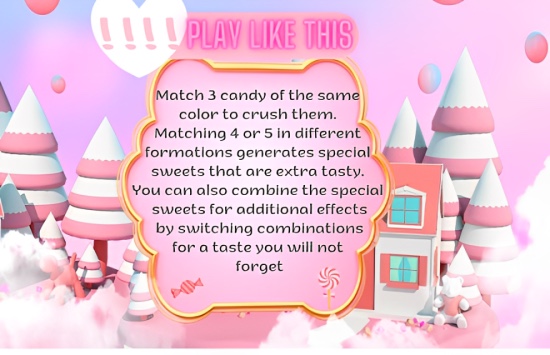 !!!! PLAY LIKE THIS
Match 3 candy of the same
color to crush them.
Matching 4 or 5 in different
formations generates special
sweets that are extra tasty.
You can also combine the special
sweets for additional effects
by switching combinations
for a taste you will not
forget